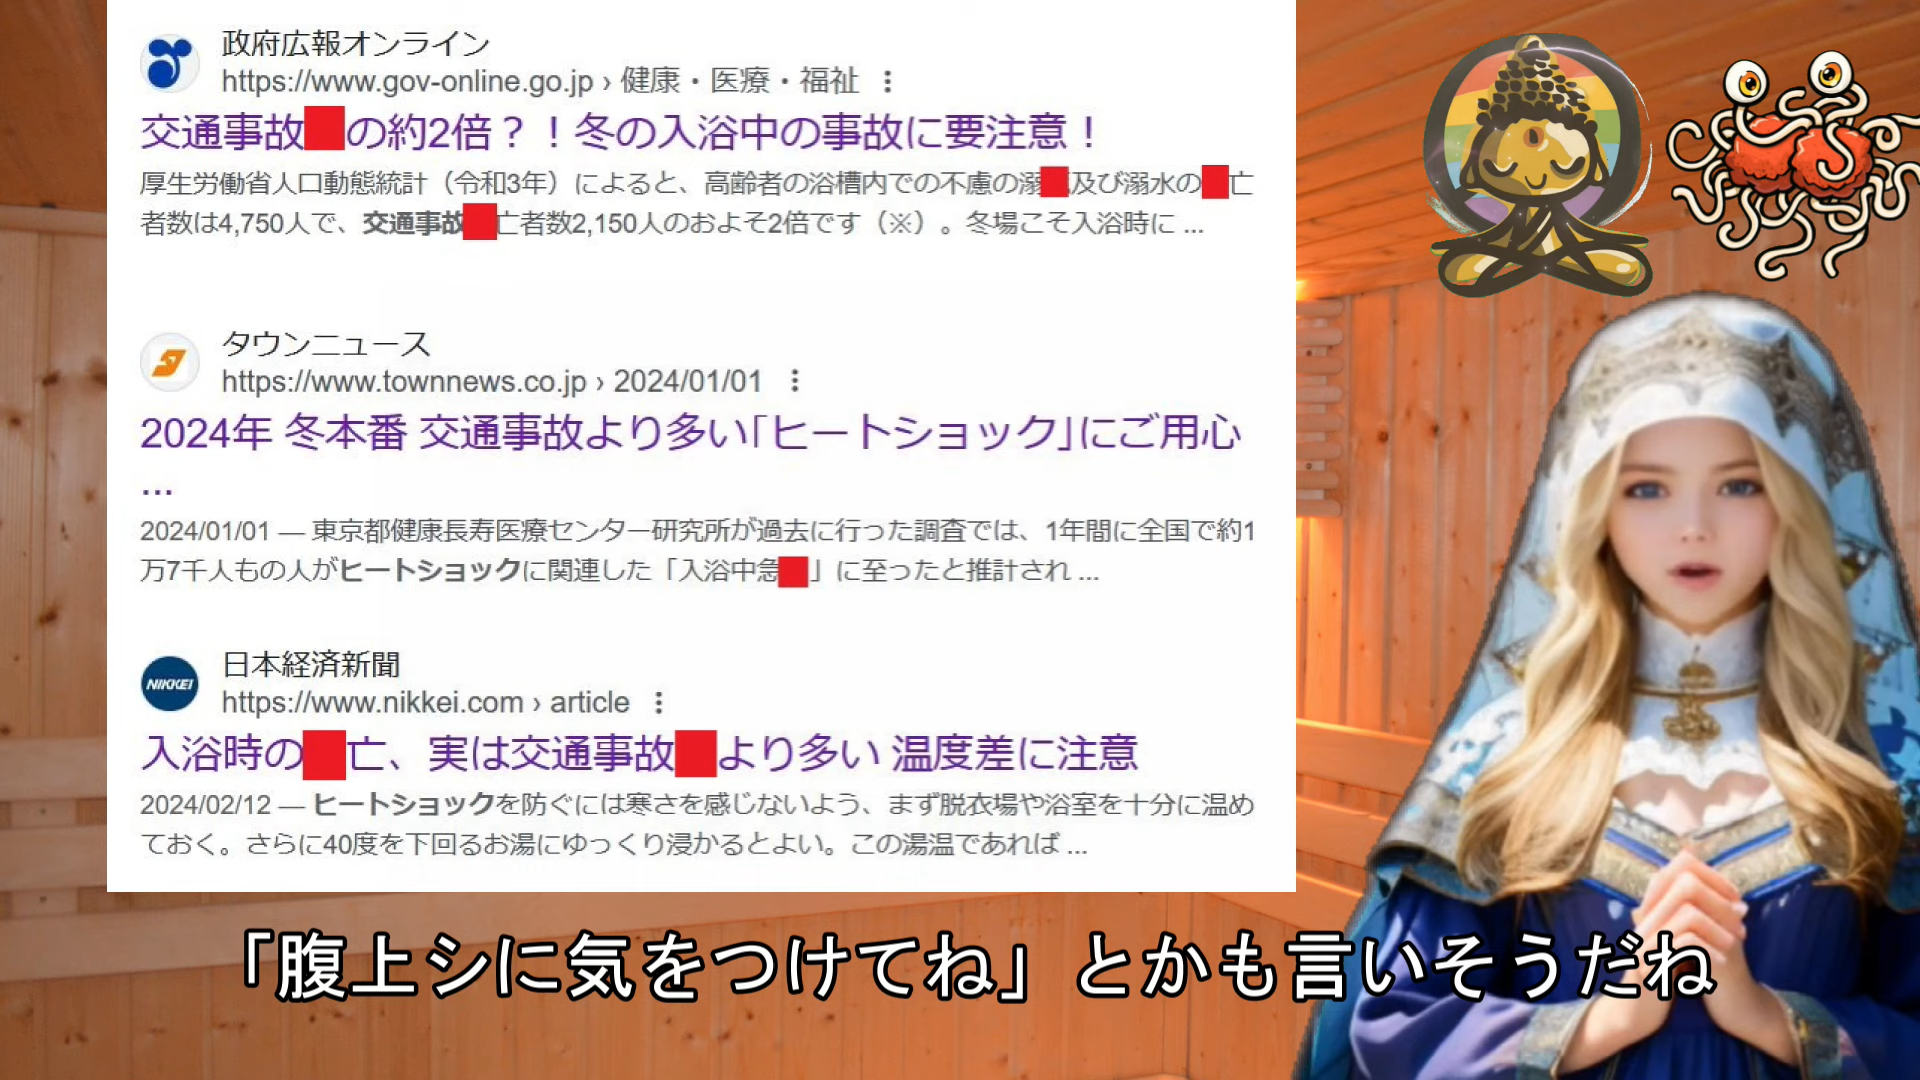 政府広報オンライン
https://www.gov-online.go.jp › 健康・医療・福祉
交通事故の約2倍？！冬の入浴中の事故に要注意！
厚生労働省人口動態統計（令和3年）によると、高齢者の浴槽内での不慮の溺及び溺水の亡
者数は4,750人で、交通事故亡者数2,150人のおよそ2倍です（※）。冬場こそ入浴時に ...
タウンニュース
https://www.townnews.co.jp › 2024/01/01
2024年 冬本番 交通事故より多い｢ヒートショック｣にご用心
...
2024/01/01 — 東京都健康長寿医療センター研究所が過去に行った調査では、1年間に全国で約1
万7千人もの人がヒートショックに関連した「入浴中急」に至ったと推計され ...
NIKKEI
日本経済新聞
https://www.nikkei.com › article
入浴時の亡、実は交通事故より多い 温度差に注意
2024/02/12 — ヒートショックを防ぐには寒さを感じないよう、まず脱衣場や浴室を十分に温め
ておく。さらに40度を下回るお湯にゆっくり浸かるとよい。この湯温であれば ...
「腹上シに気をつけてね」とかも言いそうだね